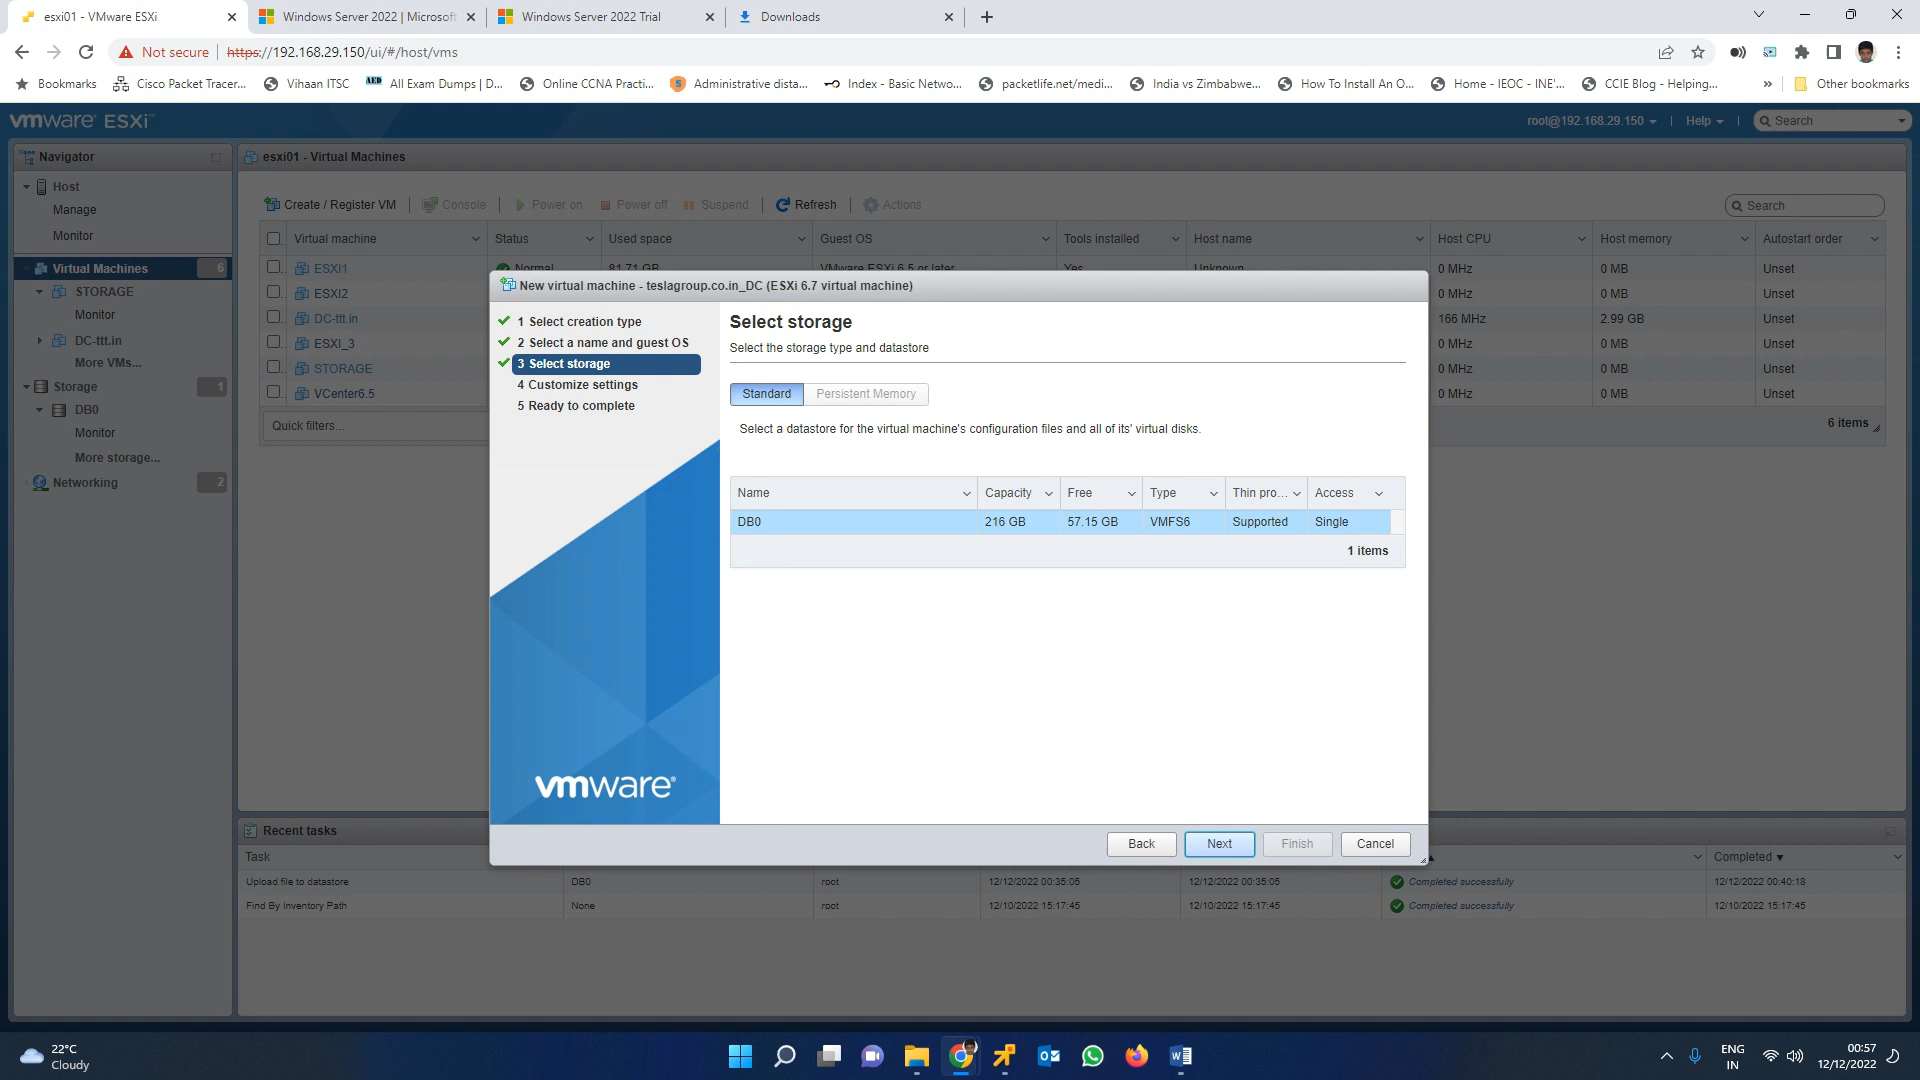 esxi01 - VMware ESXi
Windows Server 2022 | Microsoft
Windows Server 2022 Trial
Downloads
Not secure
https://192.168.29.150/ui/#/host/vms
Bookmarks
Cisco Packet Tracer...
Vihaan ITSC
AED
All Exam Dumps | D...
Online CCNA Practi...
Administrative dista...
Index - Basic Netwo...
packetlife.net/medi...
India vs Zimbabwe...
How To Install An O...
Home - IEOC - INE'...
CCIE Blog - Helping...
»
Other bookmarks
vmware ESXi
root@192.168.29.150
Help
Search
Navigator
Host
Manage
Monitor
Virtual Machines 6
STORAGE
Monitor
DC-ttt.in
More VMs...
Storage 1
DB0
Monitor
More storage...
Networking 2
esxi01 - Virtual Machines
Create / Register VM
Console
Power on
Power off
Suspend
Refresh
Actions
Search
Virtual machine Status Used space Guest OS Tools installed Host name Host CPU Host memory Autostart order
ESXI1 Normal 81.71 GB VMware ESXi 6.5 or later Yes Unknown 0 MHz 0 MB Unset
ESXI2 0 MHz 0 MB Unset
DC-ttt.in 166 MHz 2.99 GB Unset
ESXI_3 0 MHz 0 MB Unset
STORAGE 0 MHz 0 MB Unset
VCenter6.5 0 MHz 0 MB Unset
Quick filters...
6 items
New virtual machine - teslagroup.co.in_DC (ESXi 6.7 virtual machine)
1 Select creation type
2 Select a name and guest OS
3 Select storage
4 Customize settings
5 Ready to complete
vmware®
Select storage
Select the storage type and datastore
Standard
Persistent Memory
Select a datastore for the virtual machine's configuration files and all of its' virtual disks.
Name Capacity Free Type Thin pro... Access
DB0 216 GB 57.15 GB VMFS6 Supported Single
1 items
Back
Next
Finish
Cancel
Recent tasks
Task Completed
Upload file to datastore DB0 root 12/12/2022 00:35:05 12/12/2022 00:35:05 Completed successfully 12/12/2022 00:40:18
Find By Inventory Path None root 12/10/2022 15:17:45 12/10/2022 15:17:45 Completed successfully 12/10/2022 15:17:45
22°C
Cloudy
ENG
IN
00:57
12/12/2022